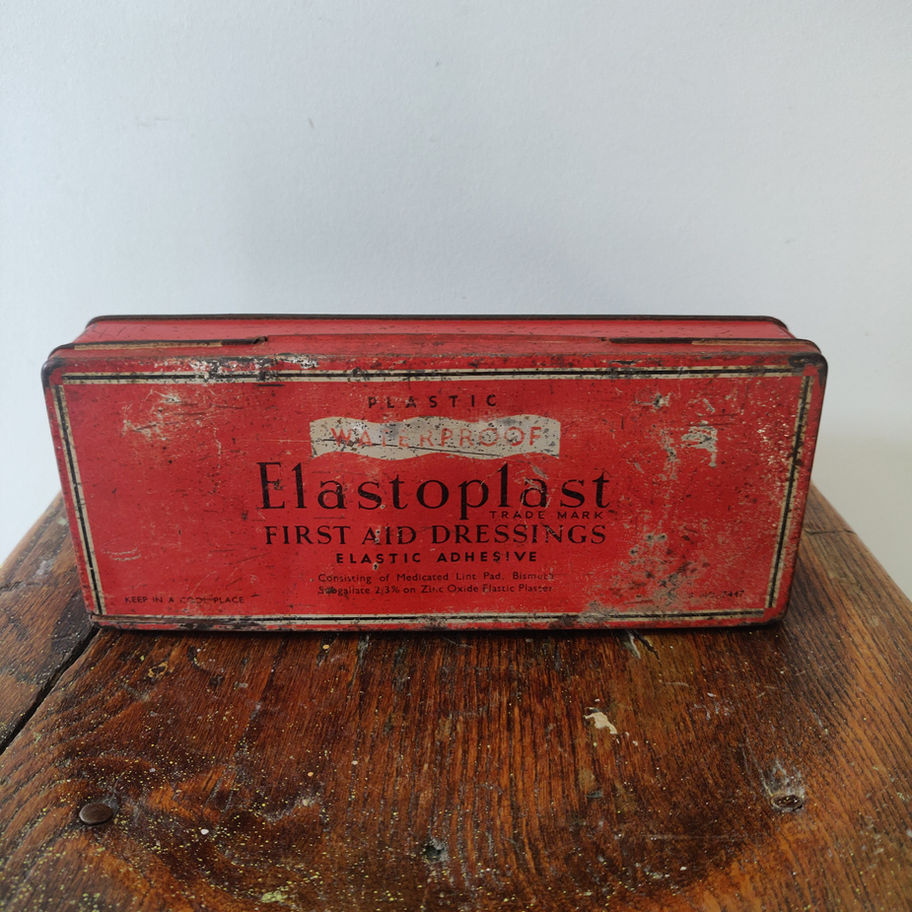 PLASTIC
WATERPROOF
Elastoplast
TRADE MARK
FIRST AID DRESSINGS
ELASTIC ADHESIVE
Consisting of Medicated Lint Pad, Bismuth
Subgallate 2.3% on Zinc Oxide Elastic Plaster
KEEP IN A COOL PLACE